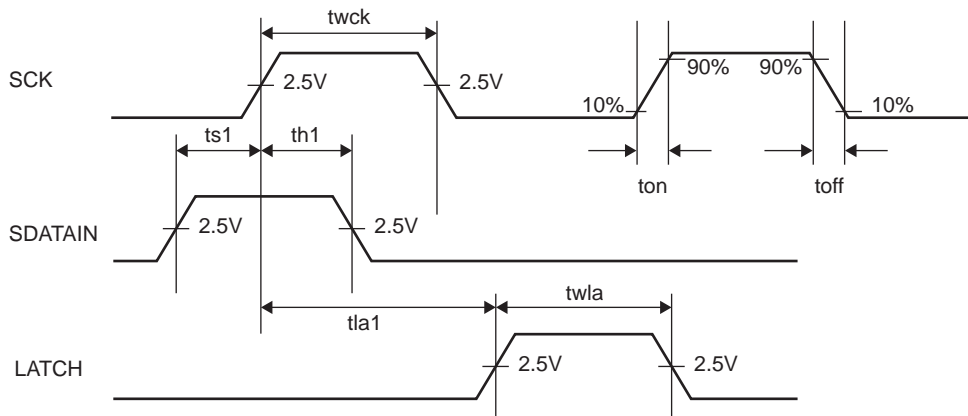 twck
SCK
2.5V
2.5V
90%
90%
10%
10%
ts1
th1
ton
toff
SDATAIN
2.5V
2.5V
tla1
twla
LATCH
2.5V
2.5V